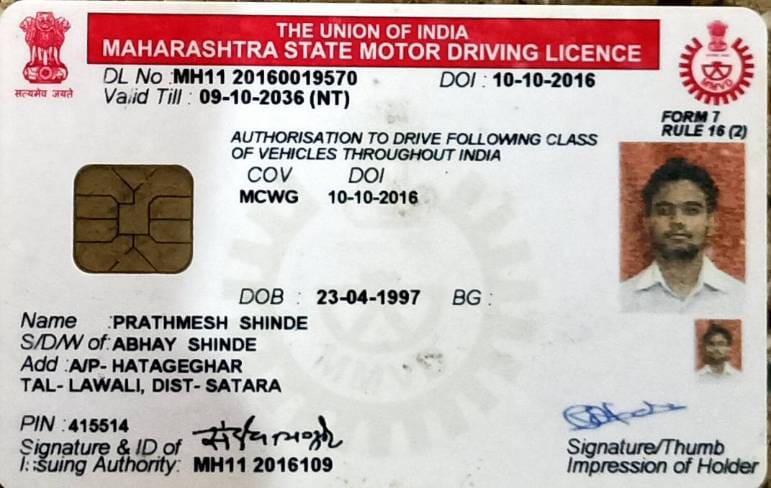 THE UNION OF INDIA
MAHARASHTRA STATE MOTOR DRIVING LICENCE
सत्यमेव जयते
DL No :MH11 20160019570 DOI : 10-10-2016
Valid Till : 09-10-2036 (NT)
MMVD
FORM 7
RULE 16 (2)
AUTHORISATION TO DRIVE FOLLOWING CLASS
OF VEHICLES THROUGHOUT INDIA
COV DOI
MCWG 10-10-2016
DOB : 23-04-1997 BG :
Name :PRATHMESH SHINDE
S/D/W of:ABHAY SHINDE
Add :A/P- HATAGEGHAR
TAL- LAWALI, DIST- SATARA
MMVD
PIN :415514
Signature & ID of
Issuing Authority: MH11 2016109
Signature/Thumb
Impression of Holder